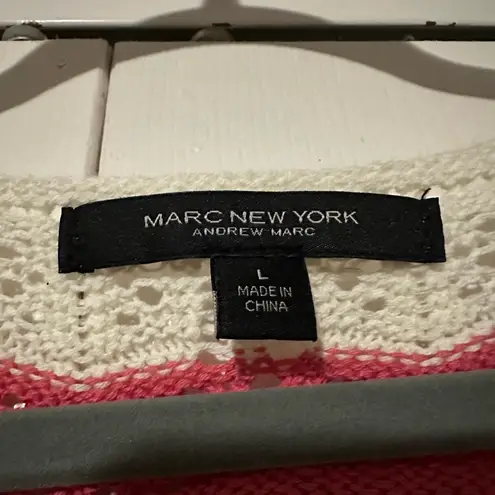 MARC NEW YORK
ANDREW MARC
L
MADE IN
CHINA